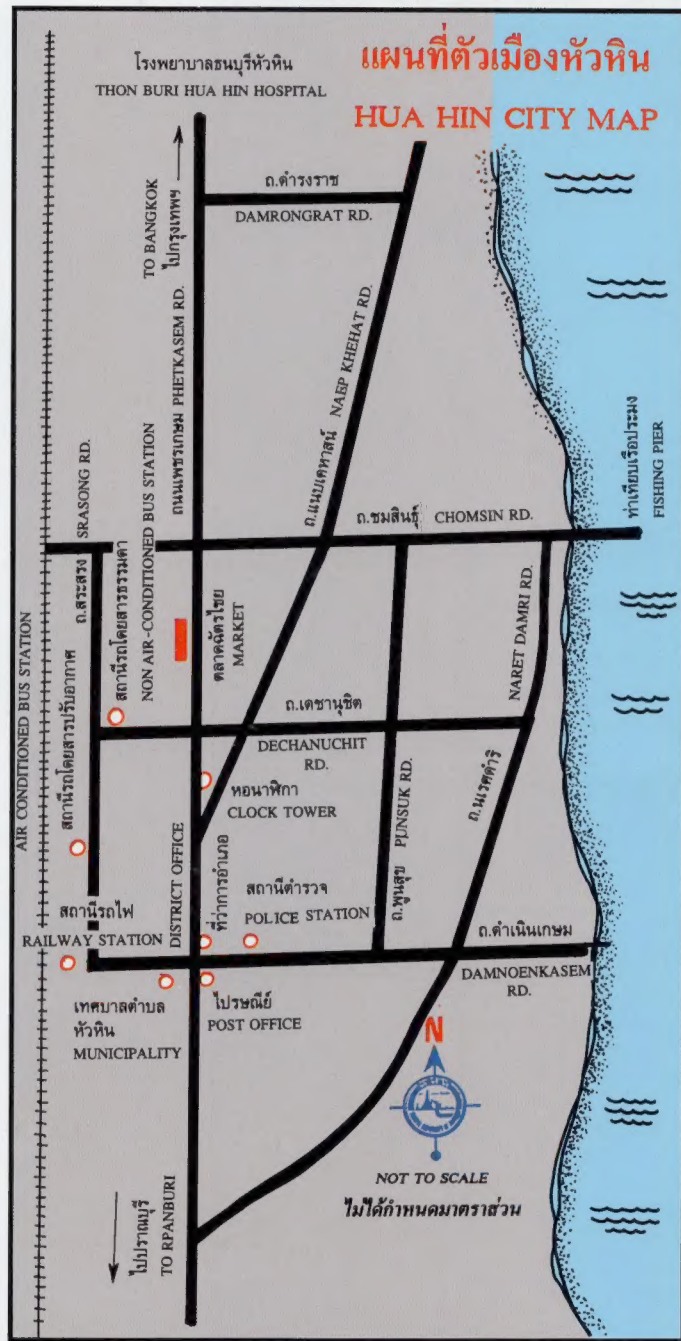 แผนที่ตัวเมืองหัวหิน
HUA HIN CITY MAP
โรงพยาบาลธนบุรีหัวหิน
THON BURI HUA HIN HOSPITAL
TO BANGKOK
ไปกรุงเทพฯ
ถ.ดำรงราช
DAMRONGRAT RD.
ถนนเพชรเกษม PHETKASEM RD.
ถ.แนบเคหาสน์ NAEP KHEHAT RD.
ถ.สระสรง SRASONG RD.
ถ.ชมสินธุ์ CHOMSIN RD.
ท่าเทียบเรือประมง
FISHING PIER
สถานีรถโดยสารธรรมดา
NON AIR-CONDITIONED BUS STATION
ตลาดฉัตรไชย
MARKET
AIR CONDITIONED BUS STATION
สถานีรถโดยสารปรับอากาศ
ถ.เดชานุชิต
DECHANUCHIT
RD.
NARET DAMRI RD.
ถ.นเรศดำริ
หอนาฬิกา
CLOCK TOWER
ถ.พูนสุข PUNSUK RD.
DISTRICT OFFICE
ที่ว่าการอำเภอ
สถานีตำรวจ
POLICE STATION
สถานีรถไฟ
RAILWAY STATION
ถ.ดำเนินเกษม
DAMNOENKASEM
RD.
เทศบาลตำบล
หัวหิน
MUNICIPALITY
ไปรษณีย์
POST OFFICE
N
NOT TO SCALE
ไม่ได้กำหนดมาตราส่วน
ไปปราณบุรี
TO RPANBURI